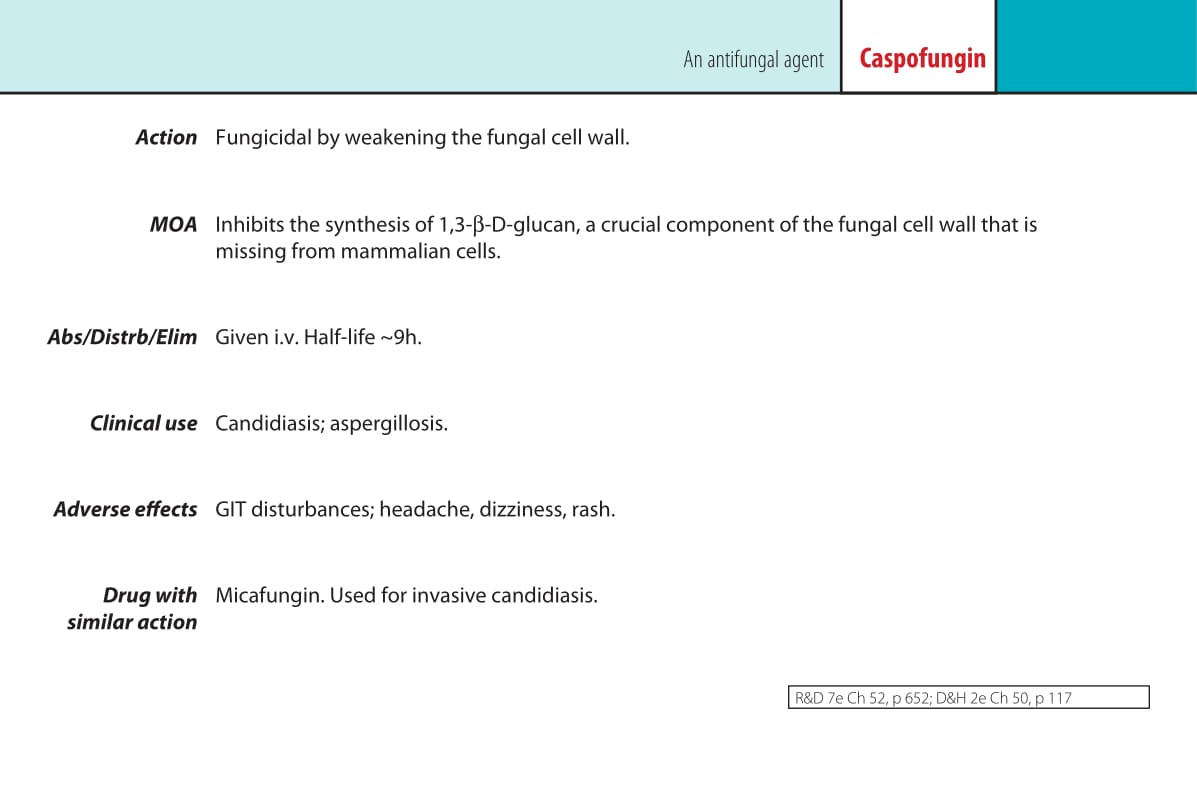 An antifungal agent Caspofungin
Action Fungicidal by weakening the fungal cell wall.
MOA Inhibits the synthesis of 1,3-β-D-glucan, a crucial component of the fungal cell wall that is
missing from mammalian cells.
Abs/Distrb/Elim Given i.v. Half-life ~9h.
Clinical use Candidiasis; aspergillosis.
Adverse effects GIT disturbances; headache, dizziness, rash.
Drug with Micafungin. Used for invasive candidiasis.
similar action
R&D 7e Ch 52, p 652; D&H 2e Ch 50, p 117